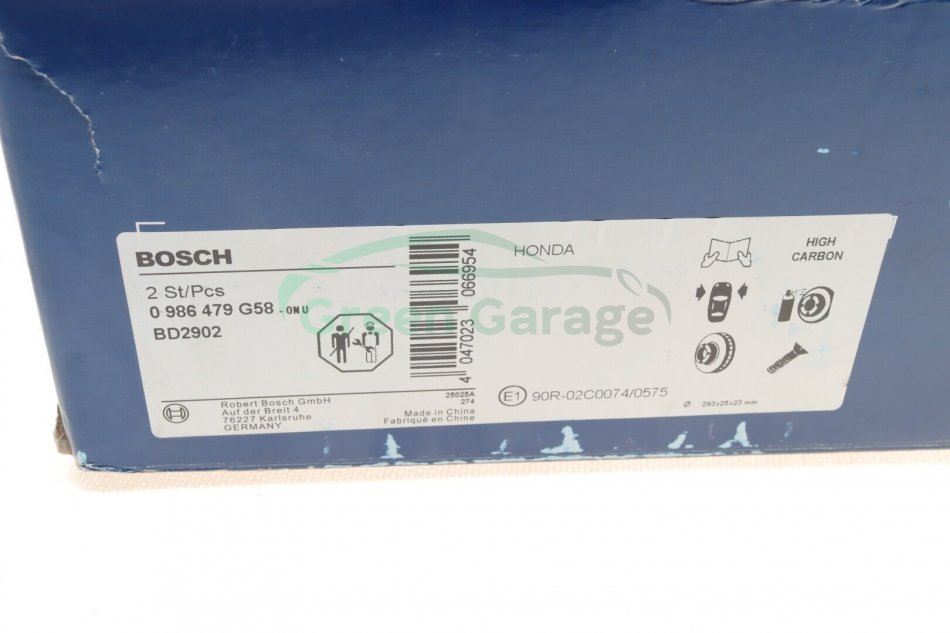 BOSCH
2 St/Pcs
0 986 479 G58 - 0NU
BD2902
Robert Bosch GmbH
Auf der Breit 4
76227 Karlsruhe
GERMANY
4 047023 066954
25025A
274
Made in China
Fabriqué en Chine
HONDA
E1 90R-02C0074/0575
HIGH
CARBON
Ø 293x25x23 mm
Green Garage